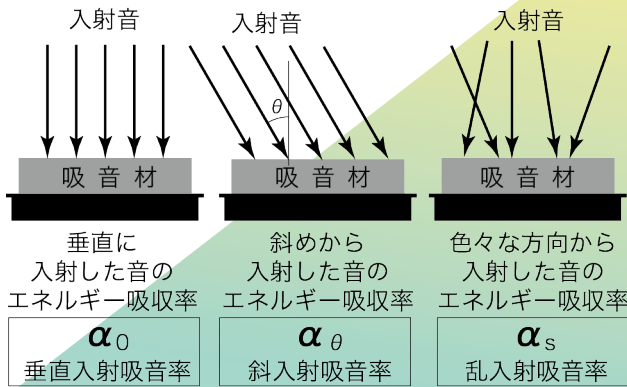 入射音
入射音
入射音
θ
吸音材
吸音材
吸音材
垂直に
入射した音の
エネルギー吸収率
α0
垂直入射吸音率
斜めから
入射した音の
エネルギー吸収率
αθ
斜入射吸音率
色々な方向から
入射した音の
エネルギー吸収率
αs
乱入射吸音率